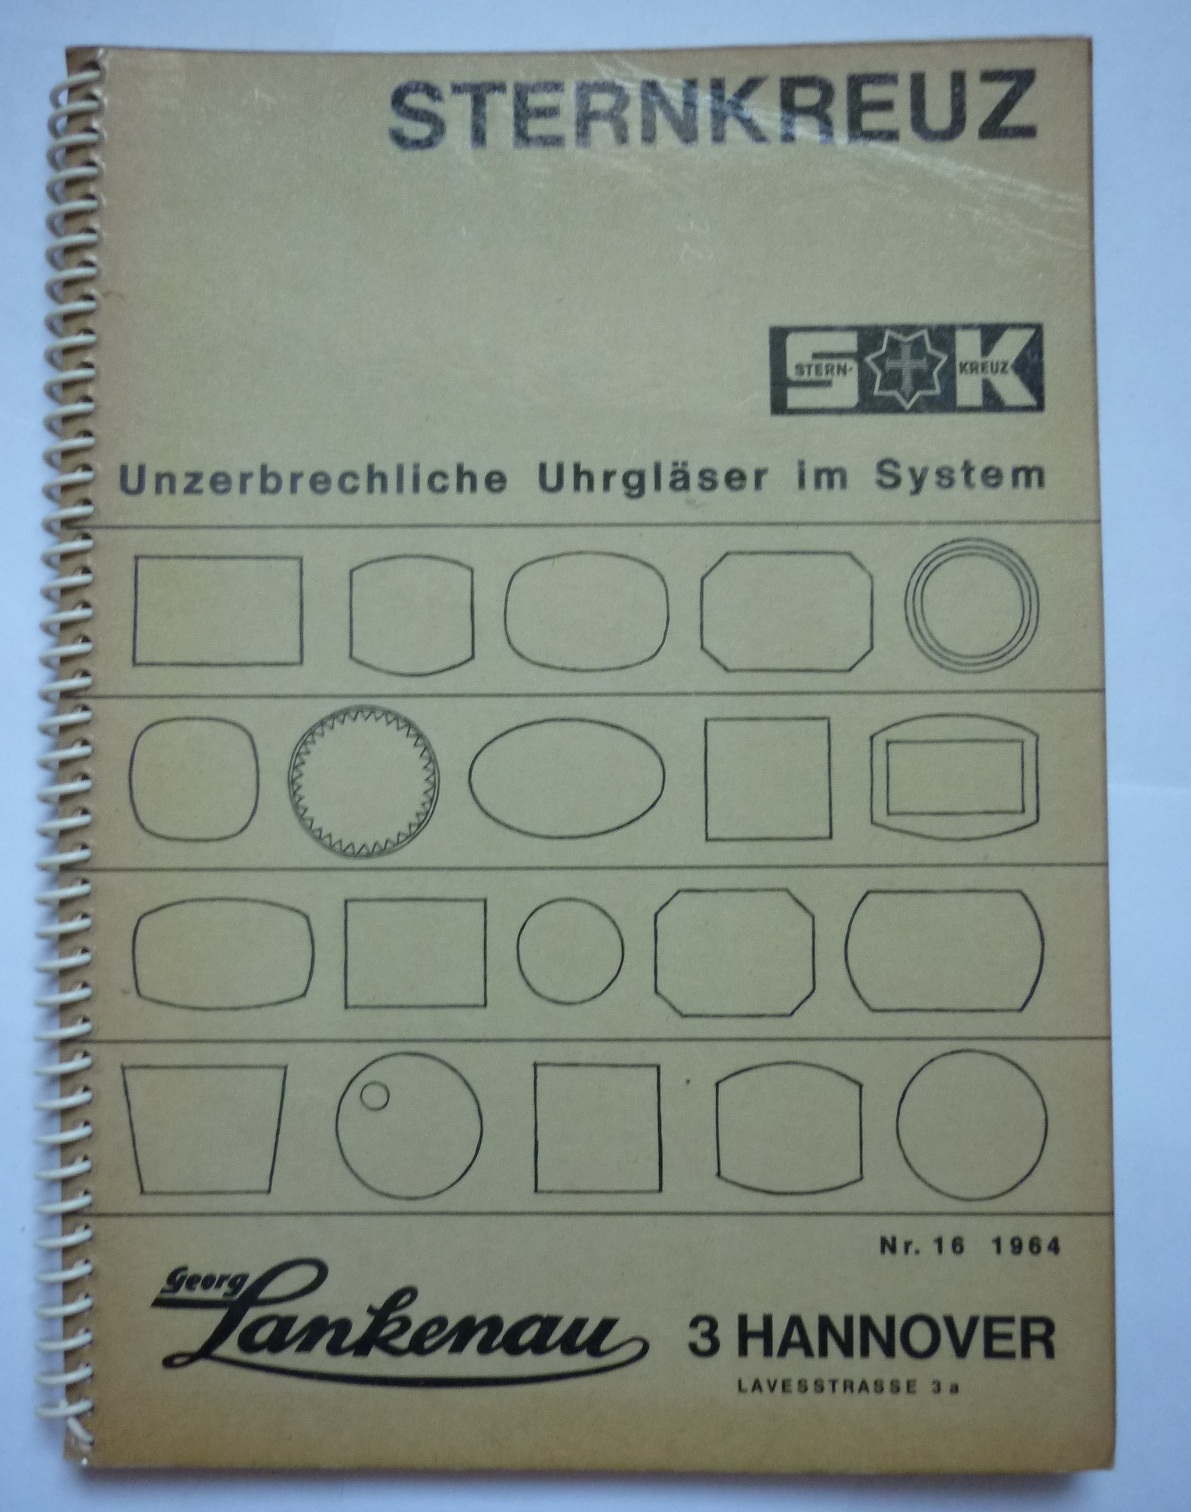 STERNKREUZ
S STERN- KREUZ K
Unzerbrechliche Uhrgläser im System
Nr. 16 1964
Georg
Lankenau
3 HANNOVER
LAVESSTRASSE 3a